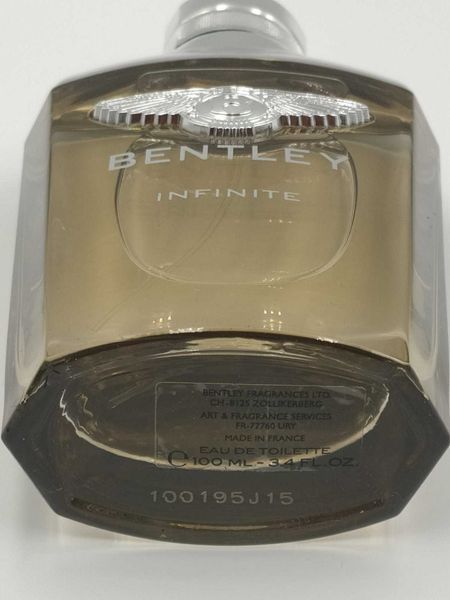 B
BENTLEY
INFINITE
BENTLEY FRAGRANCES LTD.
CH-8125 ZOLLIKERBERG
ART & FRAGRANCE SERVICES
FR-77760 URY
MADE IN FRANCE
EAU DE TOILETTE
e 100 ML - 3.4 FL.OZ.
100195J15